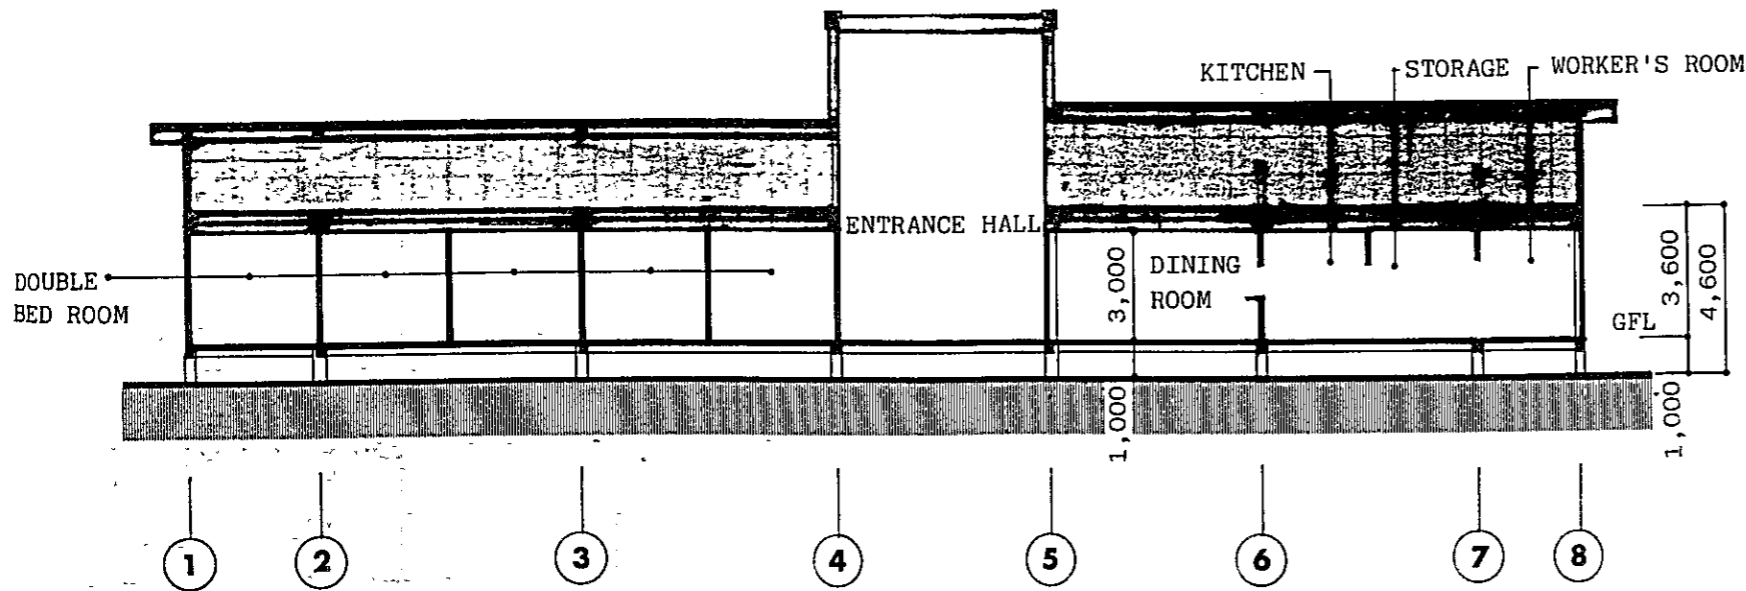 KITCHEN
STORAGE
WORKER'S ROOM
ENTRANCE HALL
DINING
ROOM
DOUBLE
BED ROOM
3,000
1,000
GFL
3,600
4,600
1,000
1
2
3
4
5
6
7
8